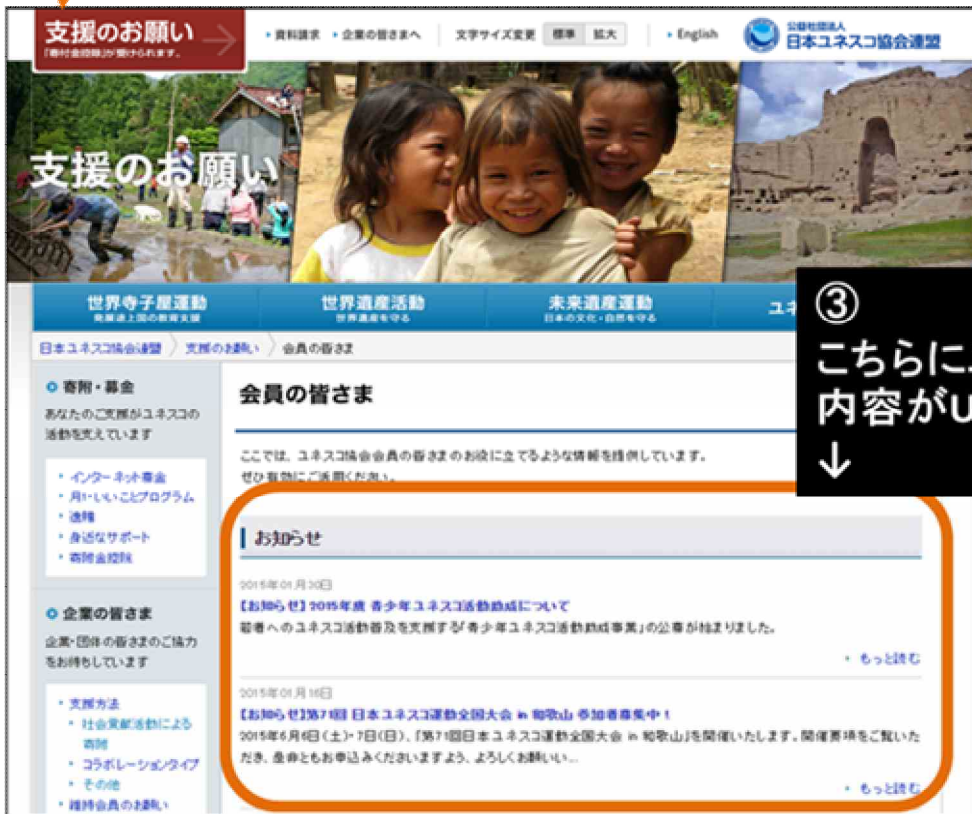 支援のお願い
「寄付金控除」が受けられます。
資料請求
企業の皆さまへ
文字サイズ変更
標準
拡大
English
公益社団法人
日本ユネスコ協会連盟
支援のお願い
世界寺子屋運動
発展途上国の教育支援
世界遺産活動
世界遺産を守る
未来遺産運動
日本の文化・自然を守る
ユネ
③
こちらに
内容がU
↓
日本ユネスコ協会連盟 〉 支援のお願い 〉 会員の皆さま
寄附・募金
あなたのご支援がユネスコの
活動を支えています
インターネット募金
月1・いいことプログラム
遺贈
身近なサポート
寄附金控除
企業の皆さま
企業・団体の皆さまのご協力
をお待ちしています
支援方法
社会貢献活動による
寄附
コラボレーションタイプ
その他
維持会員のお願い
会員の皆さま
ここでは、ユネスコ協会会員の皆さまのお役に立てるような情報を提供しています。
ぜひ有効にご活用ください。
お知らせ
2015年01月30日
【お知らせ】2015年度 青少年ユネスコ活動助成について
若者へのユネスコ活動普及を支援する「青少年ユネスコ活動助成事業」の公募が始まりました。
もっと読む
2015年01月16日
【お知らせ】第71回 日本ユネスコ運動全国大会 in 和歌山 参加者募集中！
2015年6月6日(土)・7日(日)、「第71回日本ユネスコ運動全国大会 in 和歌山」を開催いたします。開催要項をご覧いた
だき、是非ともお申込みくださいますよう、よろしくお願いい...
もっと読む